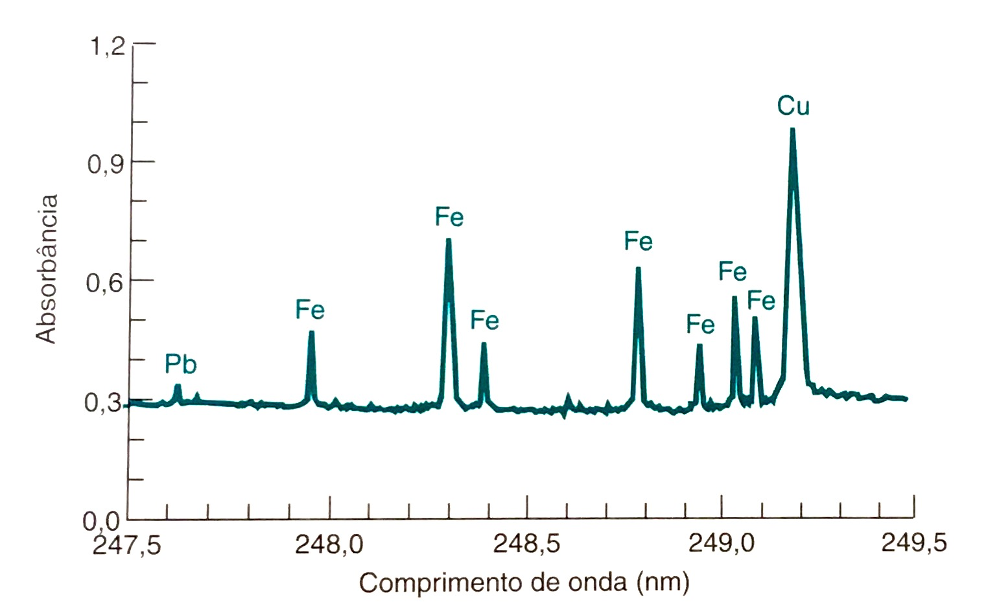 1,2
0,9
0,6
0,3
0,0
Absorbância
Pb
Fe
Fe
Fe
Fe
Fe
Fe
Fe
Cu
247,5 248,0 248,5 249,0 249,5
Comprimento de onda (nm)